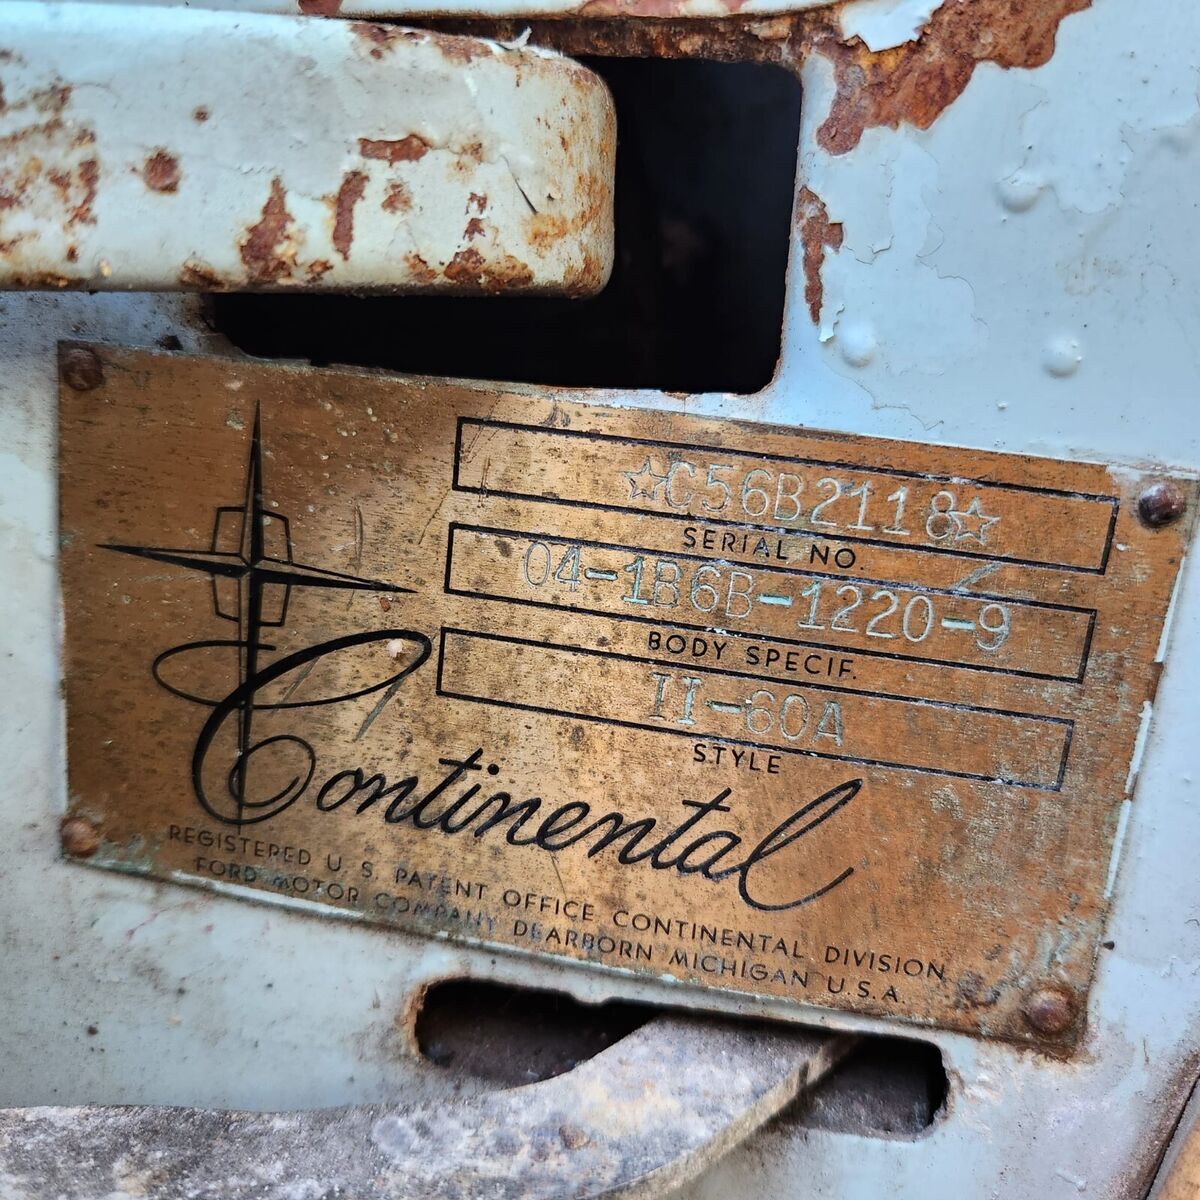 ☆C56B2118☆
SERIAL NO.
04-1B6B-1220-9
BODY SPECIF.
II-60A
STYLE
Continental
REGISTERED U.S. PATENT OFFICE CONTINENTAL DIVISION
FORD MOTOR COMPANY DEARBORN MICHIGAN U.S.A.